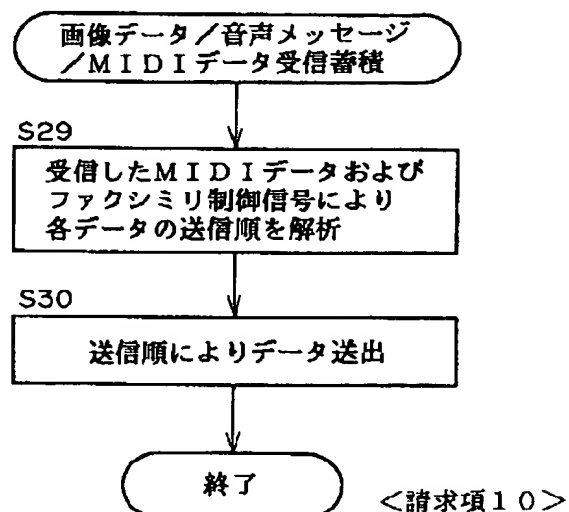 画像データ/音声メッセージ
/MIDIデータ受信蓄積
S29
受信したMIDIデータおよび
ファクシミリ制御信号により
各データの送信順を解析
S30
送信順によりデータ送出
終了
<請求項10>